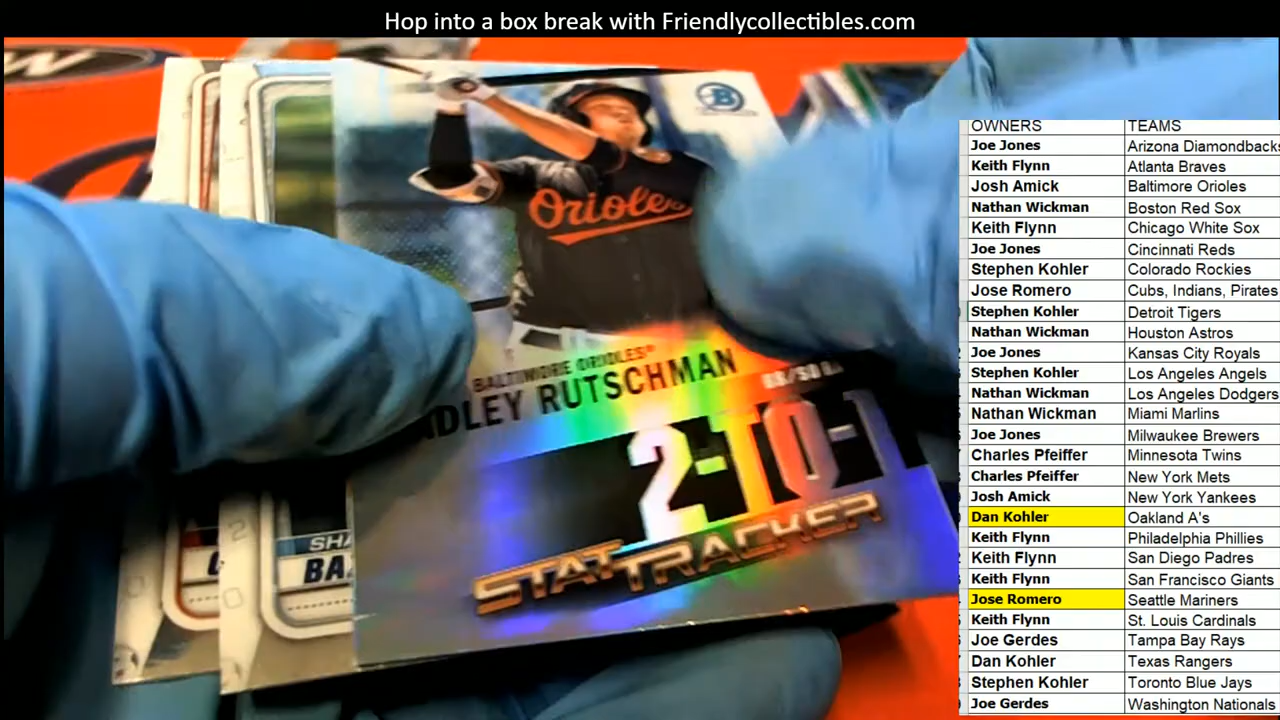 Hop into a box break with Friendlycollectibles.com
Orioles
BALTIMORE ORIOLES
RUTSCHMAN
2-TO-1
STAT TRACKER
SHA
BA
OWNERS TEAMS
Joe Jones Arizona Diamondbacks
Keith Flynn Atlanta Braves
Josh Amick Baltimore Orioles
Nathan Wickman Boston Red Sox
Keith Flynn Chicago White Sox
Joe Jones Cincinnati Reds
Stephen Kohler Colorado Rockies
Jose Romero Cubs, Indians, Pirates
Stephen Kohler Detroit Tigers
Nathan Wickman Houston Astros
Joe Jones Kansas City Royals
Stephen Kohler Los Angeles Angels
Nathan Wickman Los Angeles Dodgers
Nathan Wickman Miami Marlins
Joe Jones Milwaukee Brewers
Charles Pfeiffer Minnesota Twins
Charles Pfeiffer New York Mets
Josh Amick New York Yankees
Dan Kohler Oakland A's
Keith Flynn Philadelphia Phillies
Keith Flynn San Diego Padres
Keith Flynn San Francisco Giants
Jose Romero Seattle Mariners
Keith Flynn St. Louis Cardinals
Joe Gerdes Tampa Bay Rays
Dan Kohler Texas Rangers
Stephen Kohler Toronto Blue Jays
Joe Gerdes Washington Nationals